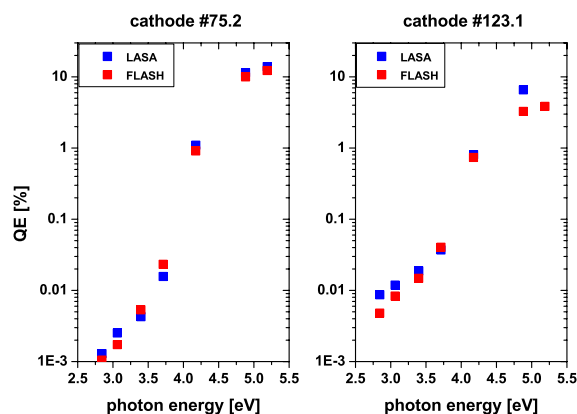 cathode #75.2
cathode #123.1
LASA
FLASH
LASA
FLASH
QE [%]
10
1
0.1
0.01
1E-3
10
1
0.1
0.01
1E-3
2.5 3.0 3.5 4.0 4.5 5.0 5.5
2.5 3.0 3.5 4.0 4.5 5.0 5.5
photon energy [eV]
photon energy [eV]